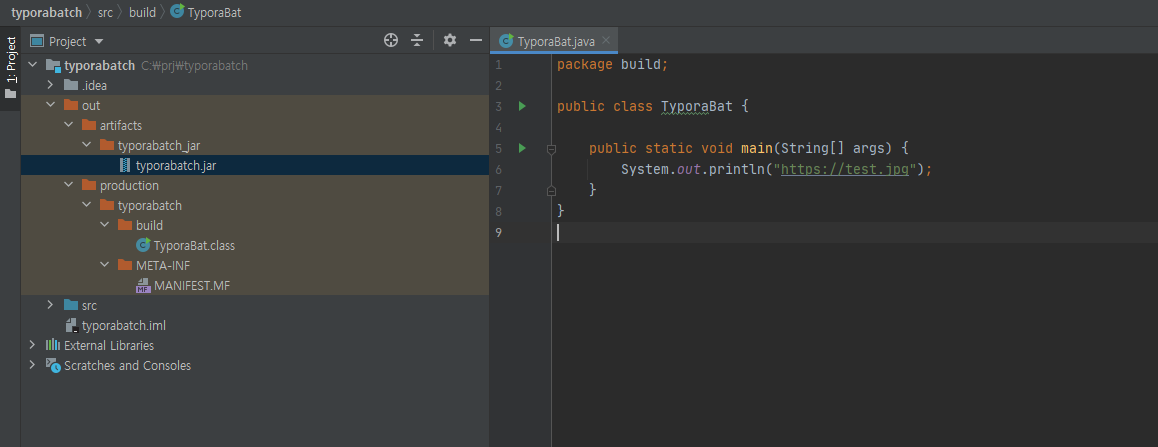 typorabatch > src > build > TyporaBat
1: Project
Project
typorabatch C:₩prj₩typorabatch
.idea
out
artifacts
typorabatch_jar
typorabatch.jar
production
typorabatch
build
TyporaBat.class
META-INF
MANIFEST.MF
src
typorabatch.iml
External Libraries
Scratches and Consoles
TyporaBat.java
1 package build;
2
3 public class TyporaBat {
4
5 public static void main(String[] args) {
6 System.out.println("https://test.jpg");
7 }
8 }
9